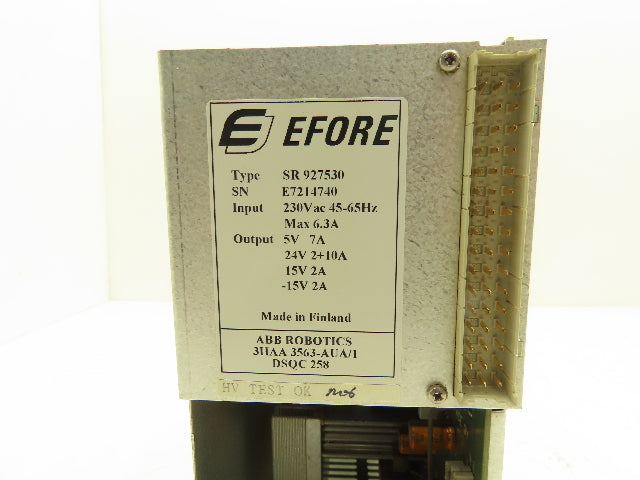 EFORE
Type SR 927530
SN E7214740
Input 230Vac 45-65Hz
Max 6.3A
Output 5V 7A
24V 2+10A
15V 2A
-15V 2A
Made in Finland
ABB ROBOTICS
3HAA 3563-AUA/1
DSQC 258
HV TEST OK